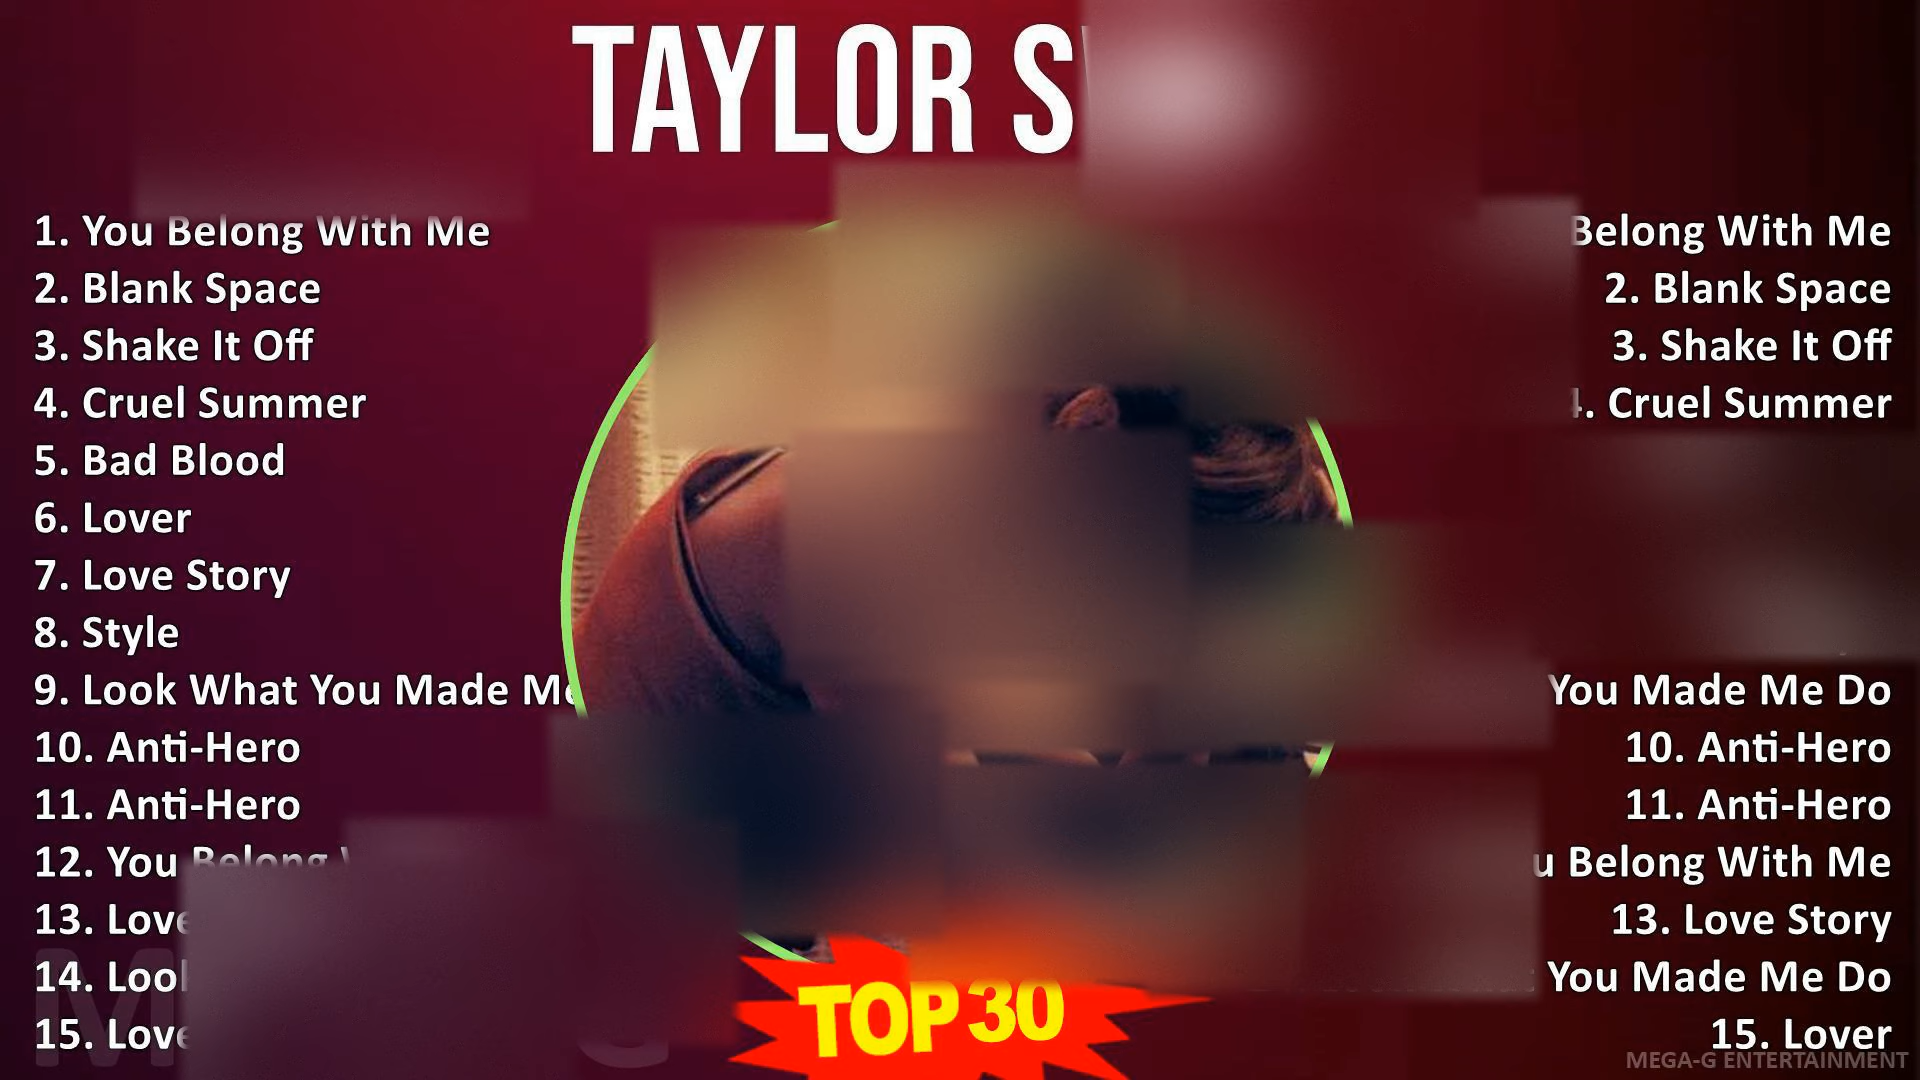 TAYLOR S
1. You Belong With Me
2. Blank Space
3. Shake It Off
4. Cruel Summer
5. Bad Blood
6. Lover
7. Love Story
8. Style
9. Look What You Made Me
10. Anti-Hero
11. Anti-Hero
12. You Belong
13. Love
14.
15. Love
Belong With Me
2. Blank Space
3. Shake It Off
4. Cruel Summer
You Made Me Do
10. Anti-Hero
11. Anti-Hero
Belong With Me
13. Love Story
You Made Me Do
15. Lover
TOP 30
MEGA-G ENTERTAINMENT